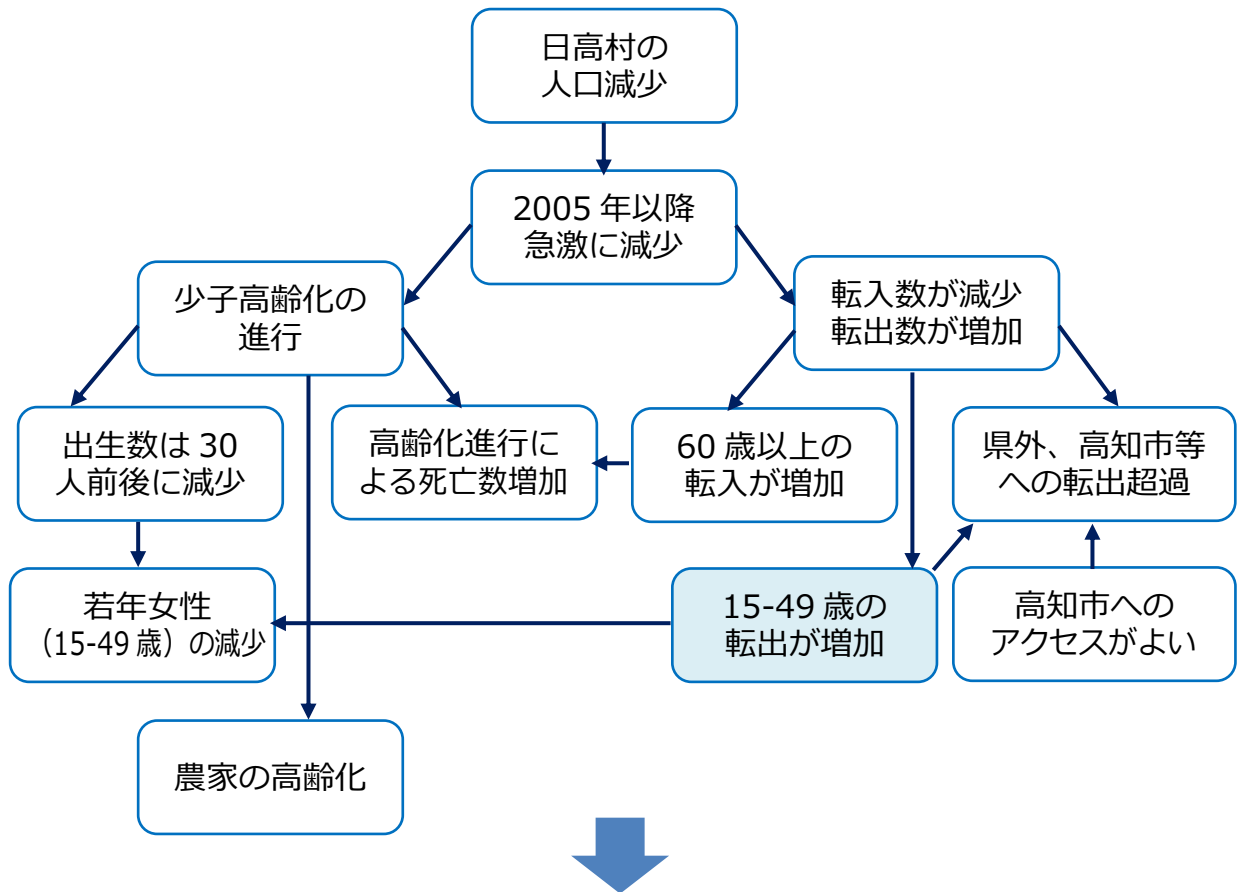 日高村の
人口減少
2005 年以降
急激に減少
少子高齢化の
進行
転入数が減少
転出数が増加
出生数は 30
人前後に減少
高齢化進行に
よる死亡数増加
60 歳以上の
転入が増加
県外、高知市等
への転出超過
若年女性
（15-49 歳）の減少
15-49 歳の
転出が増加
高知市への
アクセスがよい
農家の高齢化